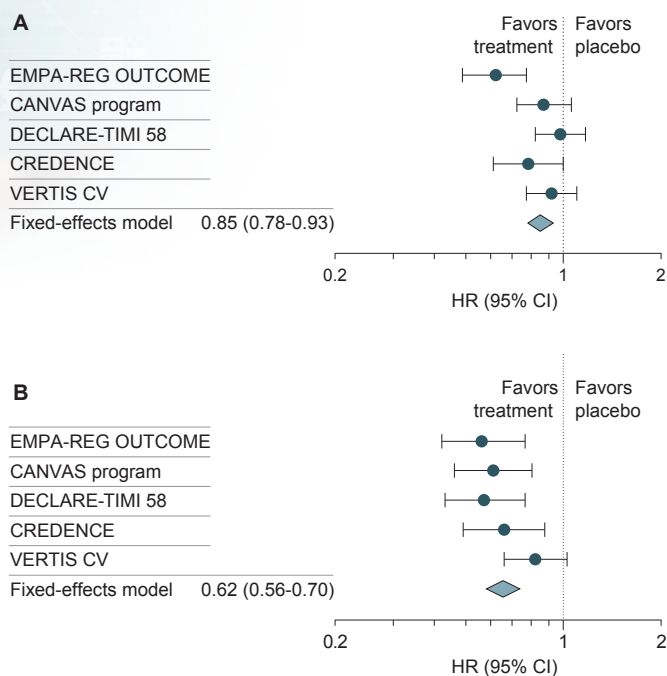 A
Favors Favors
treatment placebo
EMPA-REG OUTCOME
CANVAS program
DECLARE-TIMI 58
CREDENCE
VERTIS CV
Fixed-effects model 0.85 (0.78-0.93)
0.2 1 2
HR (95% CI)
B
Favors Favors
treatment placebo
EMPA-REG OUTCOME
CANVAS program
DECLARE-TIMI 58
CREDENCE
VERTIS CV
Fixed-effects model 0.62 (0.56-0.70)
0.2 1 2
HR (95% CI)